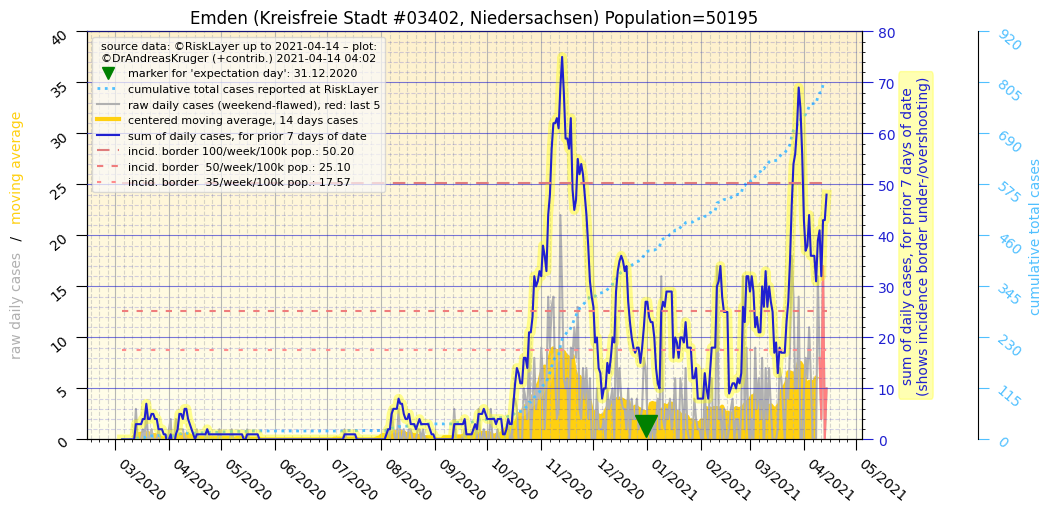 Emden (Kreisfreie Stadt #03402, Niedersachsen) Population=50195
source data: ©RiskLayer up to 2021-04-14 – plot:
©DrAndreasKruger (+contrib.) 2021-04-14 04:02
marker for 'expectation day': 31.12.2020
cumulative total cases reported at RiskLayer
raw daily cases (weekend-flawed), red: last 5
centered moving average, 14 days cases
sum of daily cases, for prior 7 days of date
incid. border 100/week/100k pop.: 50.20
incid. border  50/week/100k pop.: 25.10
incid. border  35/week/100k pop.: 17.57
raw daily cases   /   moving average
40
35
30
25
20
15
10
5
0
80
70
60
50
40
30
20
10
0
sum of daily cases, for prior 7 days of date
(shows incidence border under-/overshooting)
920
805
690
575
460
345
230
115
0
cumulative total cases
03/2020
04/2020
05/2020
06/2020
07/2020
08/2020
09/2020
10/2020
11/2020
12/2020
01/2021
02/2021
03/2021
04/2021
05/2021